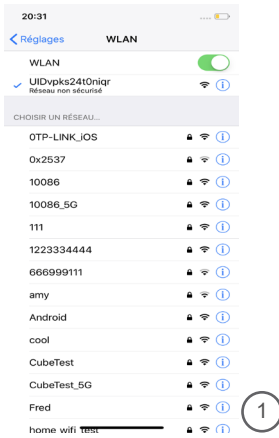 20:31
Réglages WLAN
WLAN
UIDvpks24t0niqr
Réseau non sécurisé
CHOISIR UN RÉSEAU...
0TP-LINK_iOS
0x2537
10086
10086_5G
111
1223334444
666999111
amy
Android
cool
CubeTest
CubeTest_5G
Fred
1
home wifi test